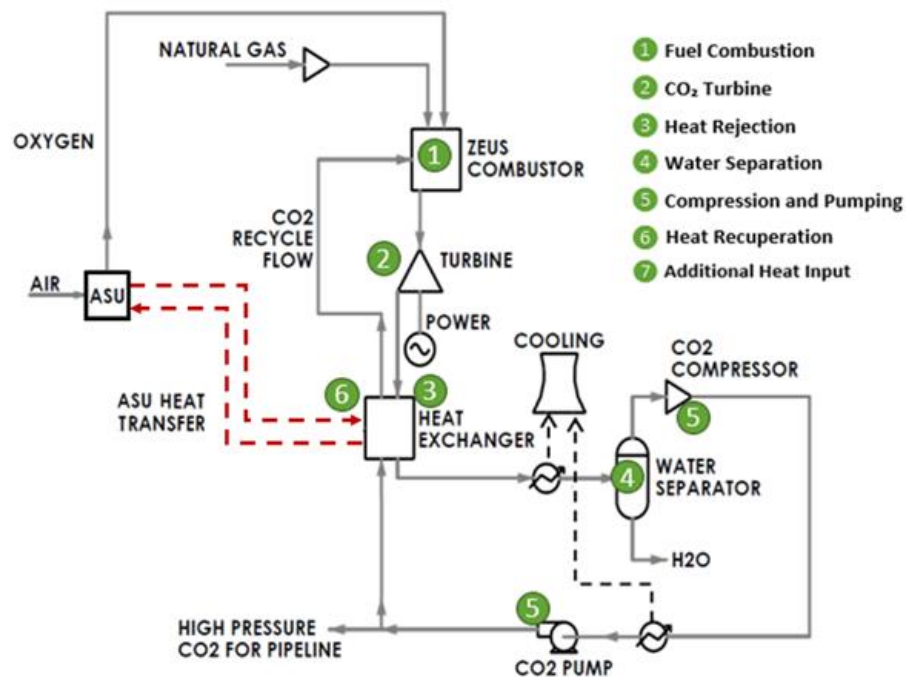 NATURAL GAS
OXYGEN
1 Fuel Combustion
2 CO₂ Turbine
3 Heat Rejection
4 Water Separation
5 Compression and Pumping
6 Heat Recuperation
7 Additional Heat Input
1
ZEUS
COMBUSTOR
CO2
RECYCLE
FLOW
2
TURBINE
AIR
ASU
POWER
COOLING
CO2
COMPRESSOR
5
ASU HEAT
TRANSFER
6
3
HEAT
EXCHANGER
4
WATER
SEPARATOR
H2O
HIGH PRESSURE
CO2 FOR PIPELINE
5
CO2 PUMP